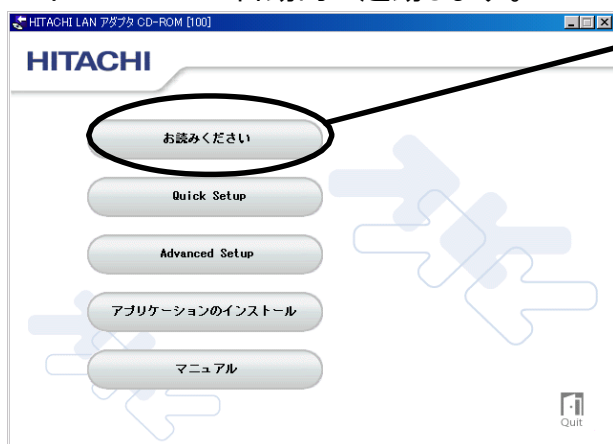 HITACHI LAN アダプタ CD-ROM [100]
HITACHI
お読みください
Quick Setup
Advanced Setup
アプリケーションのインストール
マニュアル
Quit